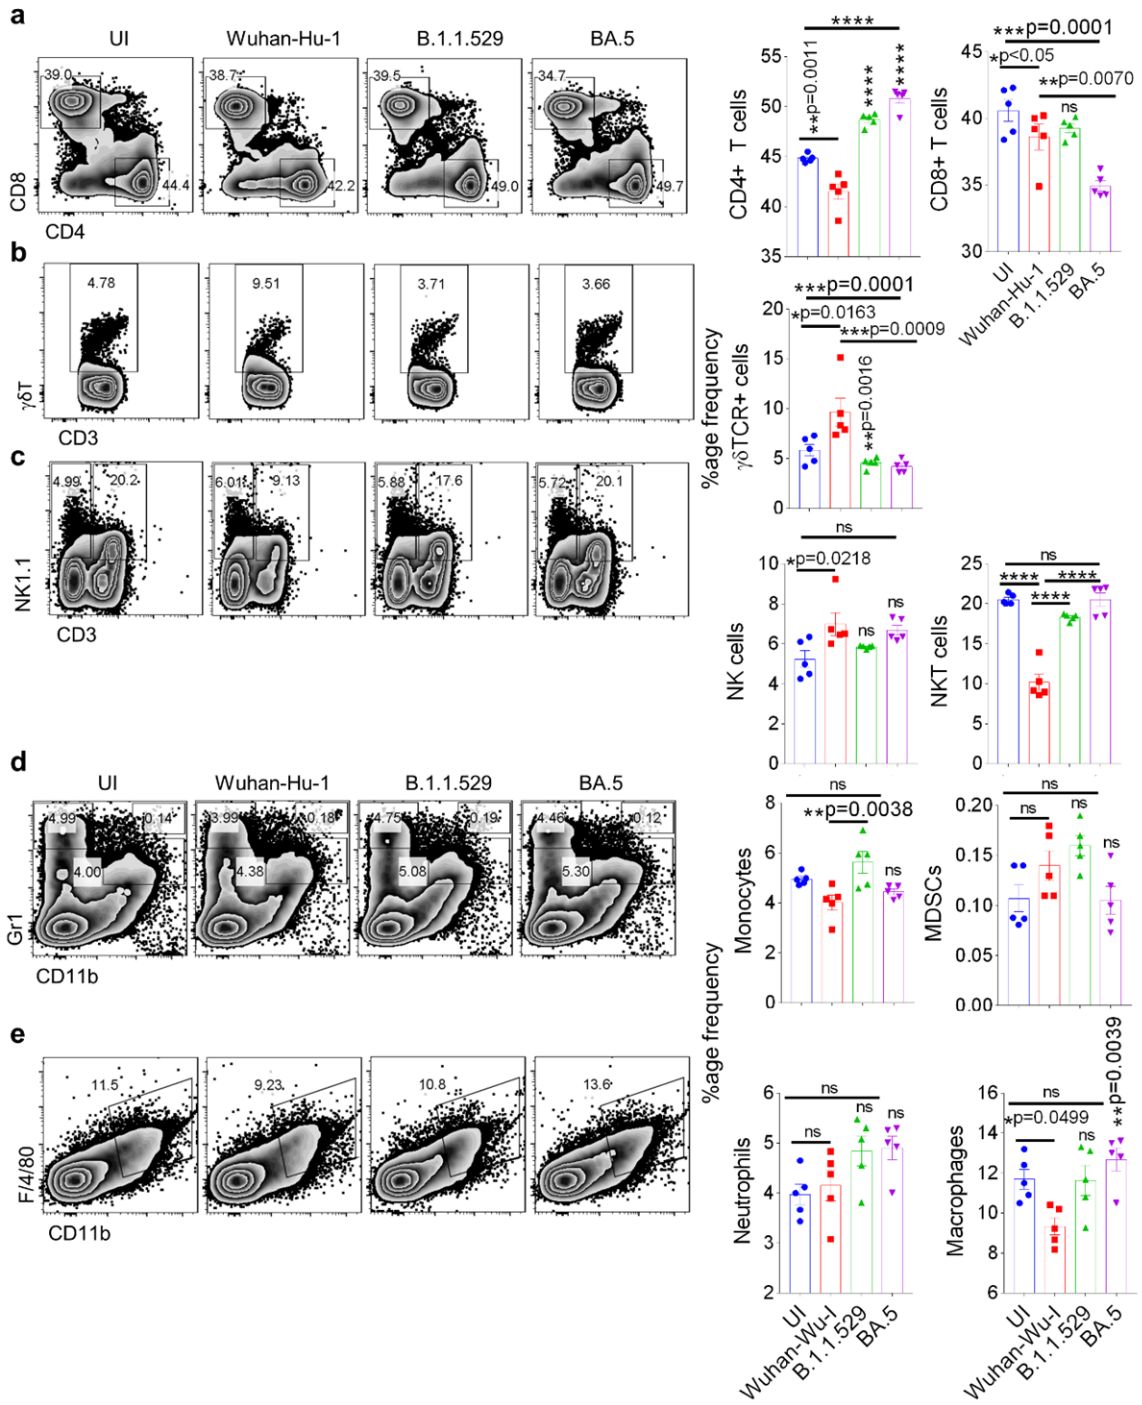 a
UI Wuhan-Hu-1 B.1.1.529 BA.5
39.0 38.7 39.5 34.7
44.4 42.2 49.0 49.7
CD8
CD4
CD4+ T cells
55
50
45
40
35
****
**p=0.0011
****
****
CD8+ T cells
45
40
35
30
***p=0.0001
*p<0.05
**p=0.0070
ns
UI
Wuhan-Hu-1
B.1.1.529
BA.5
b
4.78 9.51 3.71 3.66
γδT
CD3
%age frequency
γδTCR+ cells
20
15
10
5
0
***p=0.0001
*p=0.0163
***p=0.0009
**p=0.0016
c
4.99 20.2 6.01 9.13 5.88 17.6 5.72 20.1
NK1.1
CD3
NK cells
10
8
6
4
2
0
ns
*p=0.0218
ns
ns
NKT cells
25
20
15
10
5
0
ns
**** ****
****
d
UI Wuhan-Hu-1 B.1.1.529 BA.5
4.99 0.14 3.99 0.18 4.75 0.19 4.46 0.12
4.00 4.38 5.08 5.30
Gr1
CD11b
%age frequency
Monocytes
8
6
4
2
0
ns
**p=0.0038
ns
MDSCs
0.20
0.15
0.10
0.05
0.00
ns
ns
ns
ns
e
11.5 9.23 10.8 13.6
F/4/80
CD11b
Neutrophils
6
5
4
3
2
ns
ns
ns
ns
UI
Wuhan-Wu-I
B.1.1.529
BA.5
Macrophages
16
14
12
10
8
6
ns
*p=0.0499
ns
**p=0.0039
UI
Wuhan-Wu-I
B.1.1.529
BA.5